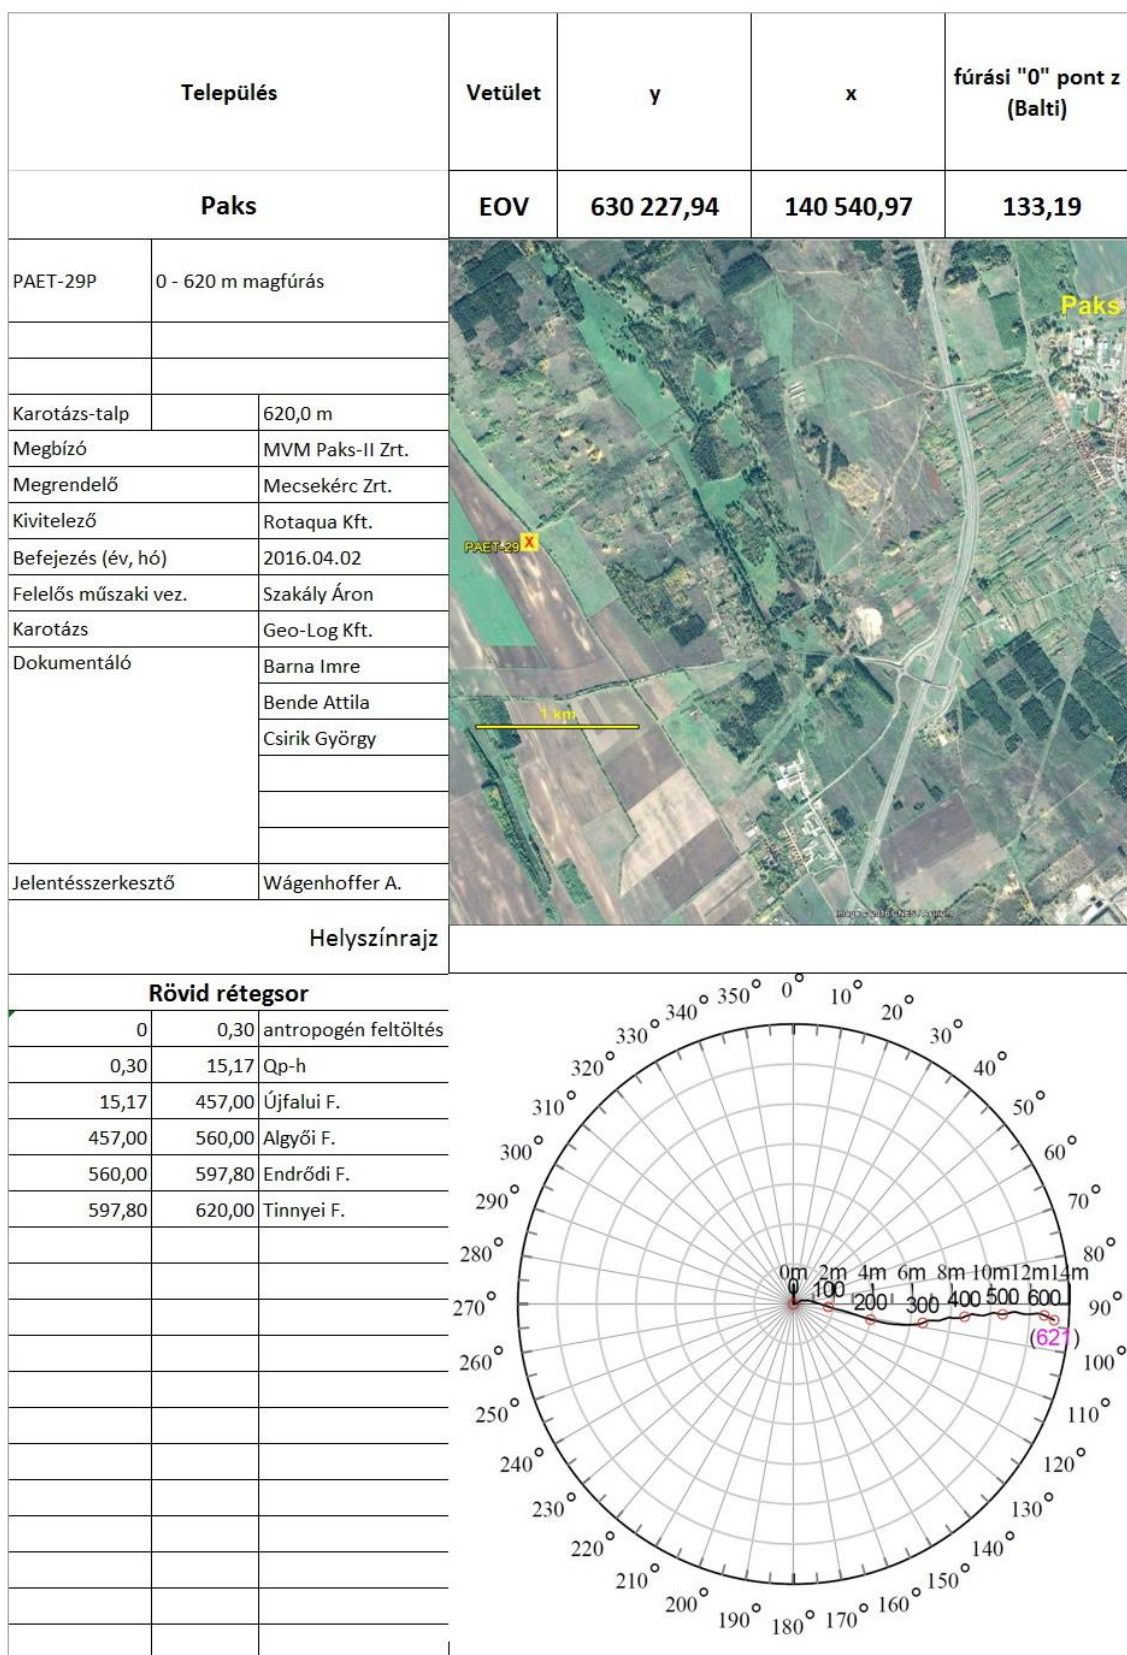 Település Vetület y x fúrási "0" pont z
(Balti)
Paks EOV 630 227,94 140 540,97 133,19
PAET-29P 0 - 620 m magfúrás
Karotázs-talp 620,0 m
Megbízó MVM Paks-II Zrt.
Megrendelő Mecsekérc Zrt.
Kivitelező Rotaqua Kft.
Befejezés (év, hó) 2016.04.02
Felelős műszaki vez. Szakály Áron
Karotázs Geo-Log Kft.
Dokumentáló Barna Imre
Bende Attila
Csirik György
Jelentésszerkesztő Wágenhoffer A.
Helyszínrajz
Paks
PAET-29 X
1 km
Rövid rétegsor
0 0,30 antropogén feltöltés
0,30 15,17 Qp-h
15,17 457,00 Újfalui F.
457,00 560,00 Algyői F.
560,00 597,80 Endrődi F.
597,80 620,00 Tinnyei F.
0°
10°
20°
30°
40°
50°
60°
70°
80°
90°
100°
110°
120°
130°
140°
150°
160°
170°
180°
190°
200°
210°
220°
230°
240°
250°
260°
270°
280°
290°
300°
310°
320°
330°
340°
350°
0m 2m 4m 6m 8m 10m 12m 14m
0 100 200 300 400 500 600
(621)